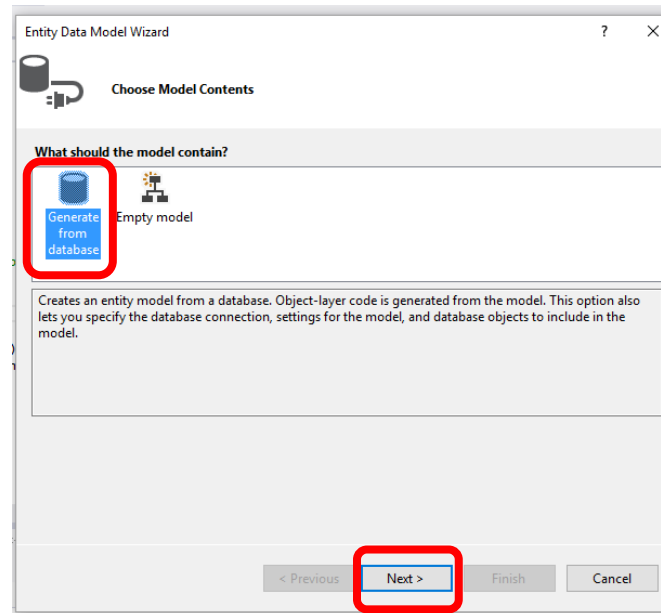 Entity Data Model Wizard
?
Choose Model Contents
What should the model contain?
Generate
from
database
Empty model
Creates an entity model from a database. Object-layer code is generated from the model. This option also
lets you specify the database connection, settings for the model, and database objects to include in the
model.
< Previous
Next >
Finish
Cancel